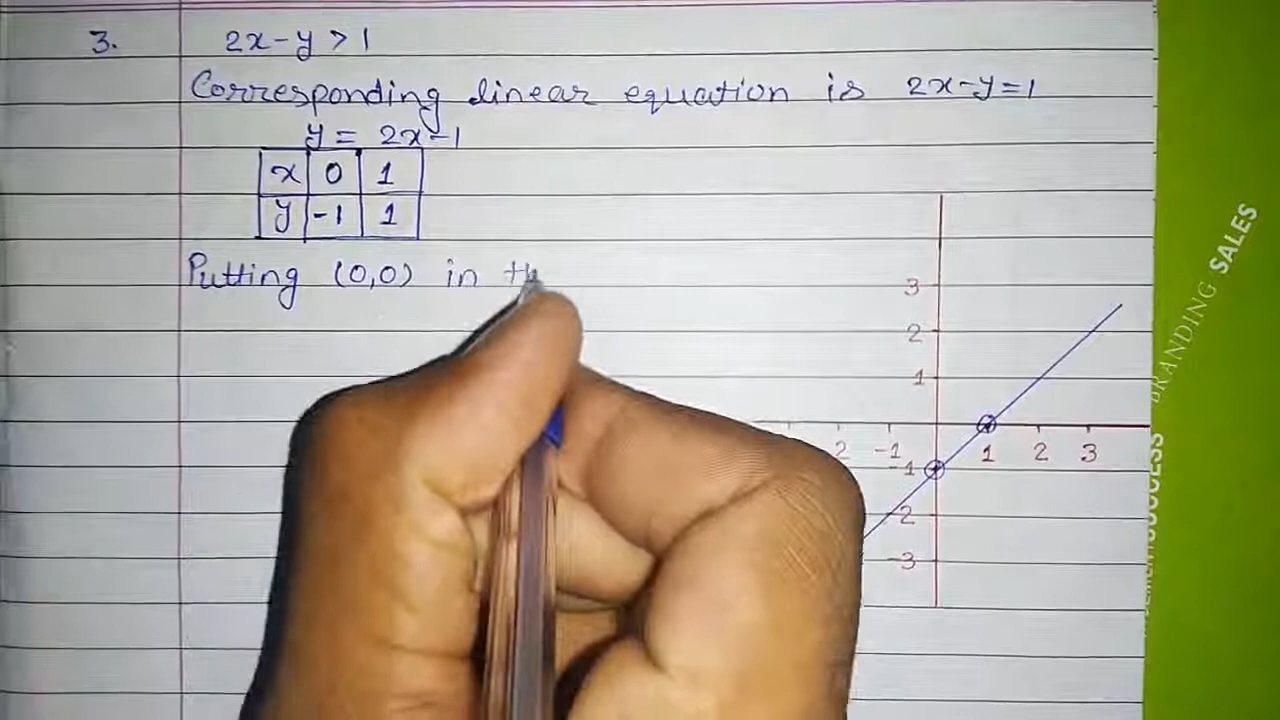 3. 2x-y > 1
Corresponding linear equation is 2x-y=1
y = 2x-1
x 0 1
y -1 1
Putting (0,0) in
3
2
1
2 -1 1 2 3
-1
-2
-3
BRANDING SALES
SUCCESS